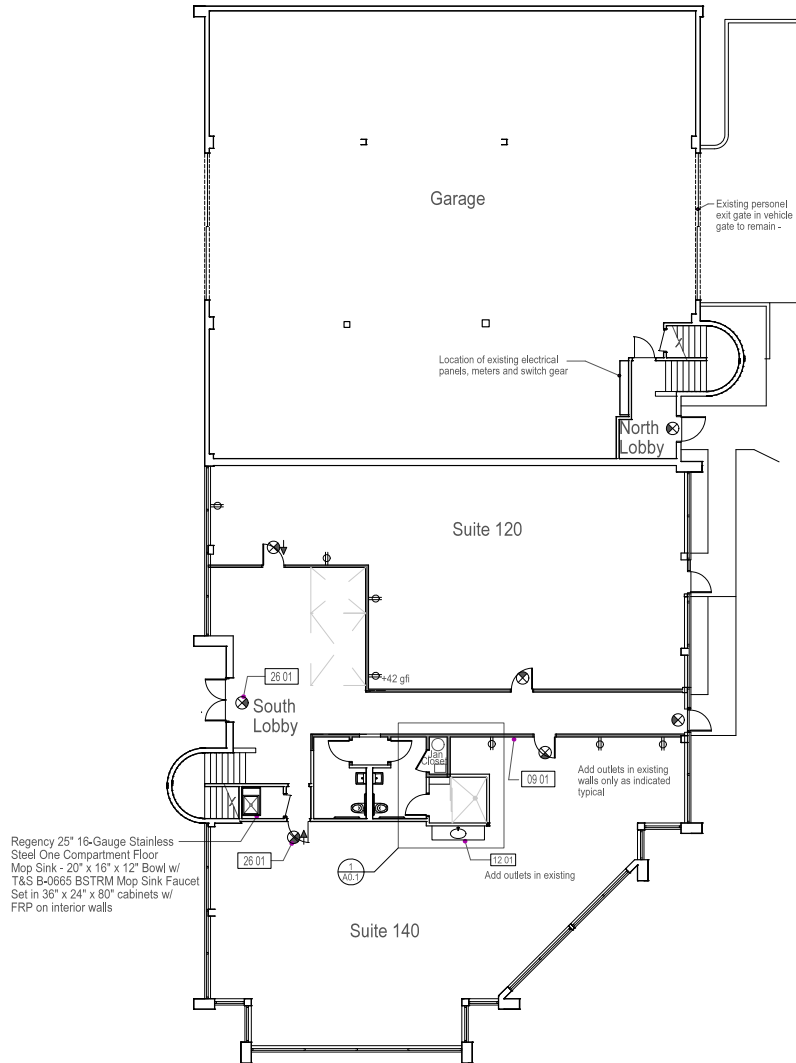 Garage
Existing personel
exit gate in vehicle
gate to remain -
Location of existing electrical
panels, meters and switch gear
North
Lobby
Suite 120
26 01
+42 gfi
South
Lobby
Jan
Closet
09 01
Add outlets in existing
walls only as indicated
typical
Regency 25" 16-Gauge Stainless
Steel One Compartment Floor
Mop Sink - 20" x 16" x 12" Bowl w/
T&S B-0665 BSTRM Mop Sink Faucet
Set in 36" x 24" x 80" cabinets w/
FRP on interior walls
26 01
1
A0.1
12 01
Add outlets in existing
Suite 140